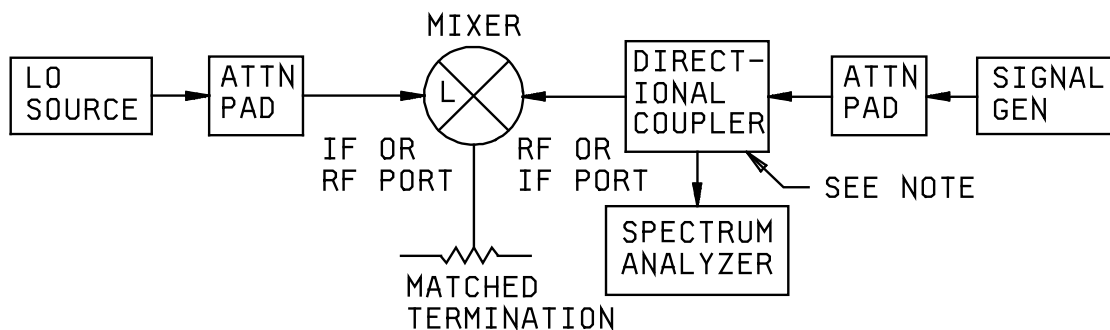 MIXER
LO
SOURCE
ATTN
PAD
L
DIRECT-
IONAL
COUPLER
ATTN
PAD
SIGNAL
GEN
IF OR
RF PORT
RF OR
IF PORT
SEE NOTE
SPECTRUM
ANALYZER
MATCHED
TERMINATION